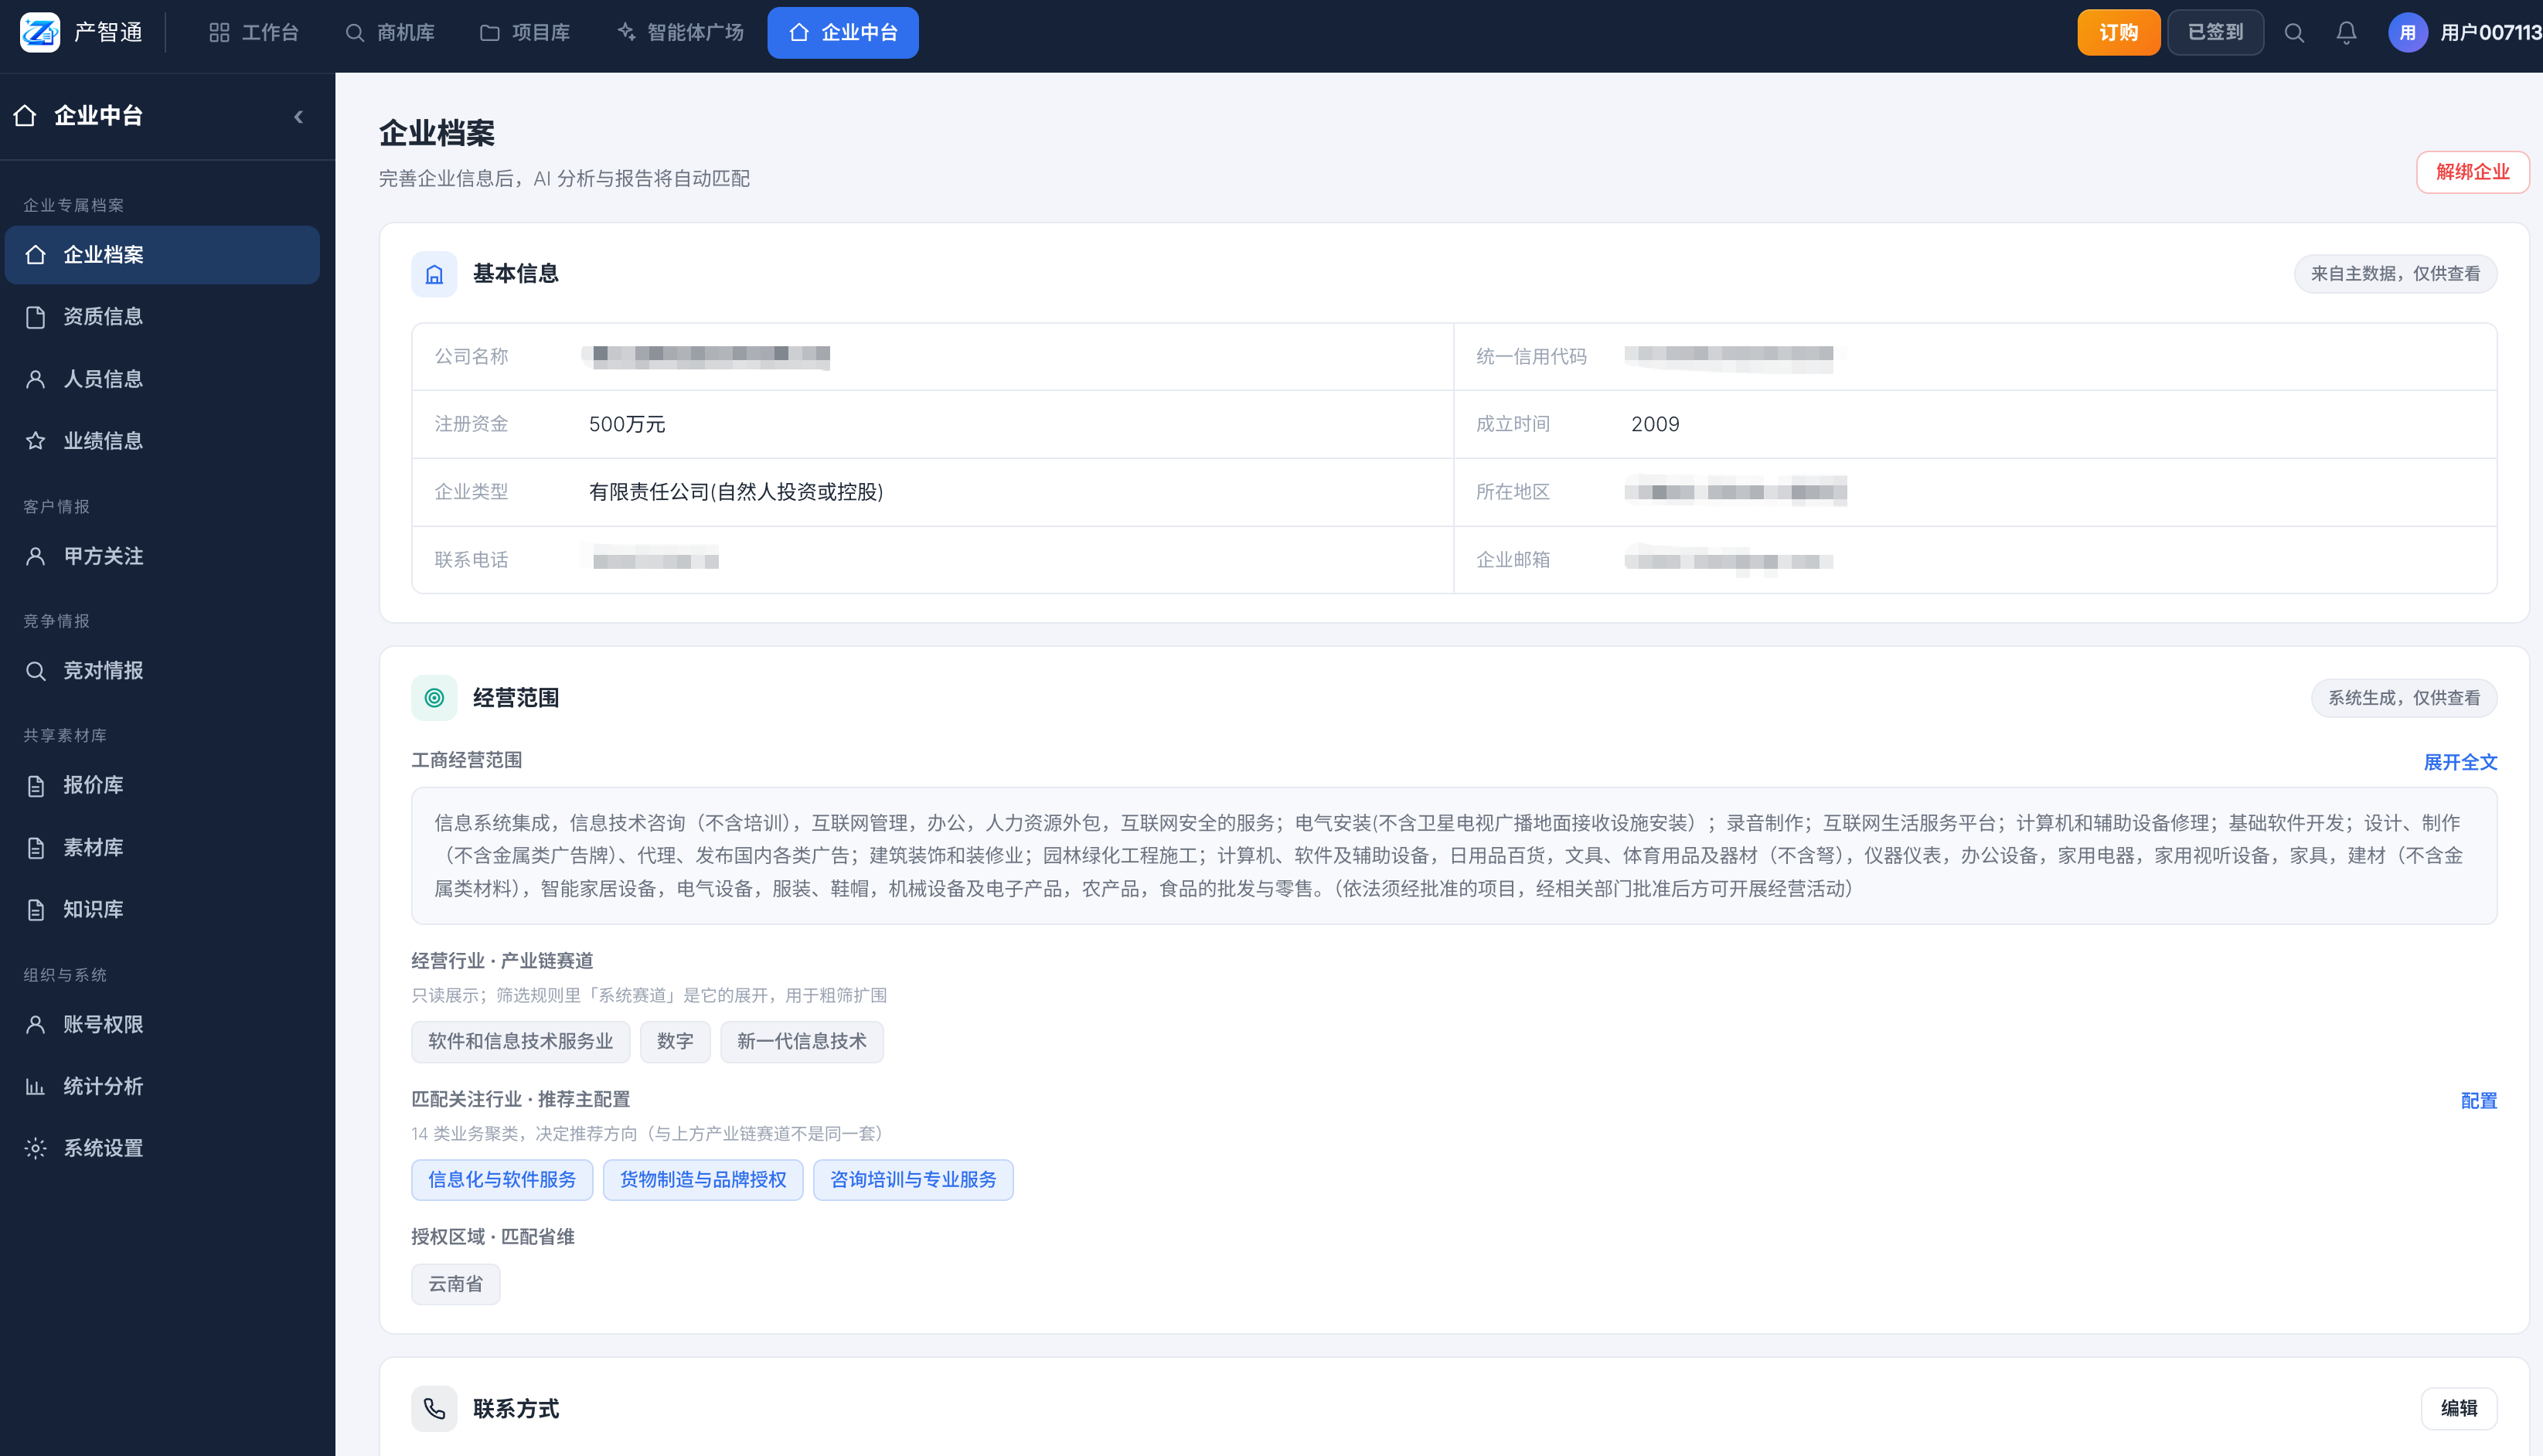 产智通
工作台
商机库
项目库
智能体广场
企业中台
订购
已签到
用
用户007113
企业中台
企业专属档案
企业档案
资质信息
人员信息
业绩信息
客户情报
甲方关注
竞争情报
竞对情报
共享素材库
报价库
素材库
知识库
组织与系统
账号权限
统计分析
系统设置
企业档案
完善企业信息后，AI 分析与报告将自动匹配
解绑企业
基本信息
来自主数据，仅供查看
公司名称
统一信用代码
注册资金 500万元
成立时间 2009
企业类型 有限责任公司(自然人投资或控股)
所在地区
联系电话
企业邮箱
经营范围
系统生成，仅供查看
工商经营范围
展开全文
信息系统集成，信息技术咨询（不含培训），互联网管理，办公，人力资源外包，互联网安全的服务；电气安装(不含卫星电视广播地面接收设施安装）；录音制作；互联网生活服务平台；计算机和辅助设备修理；基础软件开发；设计、制作
（不含金属类广告牌）、代理、发布国内各类广告；建筑装饰和装修业；园林绿化工程施工；计算机、软件及辅助设备，日用品百货，文具、体育用品及器材（不含弩），仪器仪表，办公设备，家用电器，家用视听设备，家具，建材（不含金
属类材料），智能家居设备，电气设备，服装、鞋帽，机械设备及电子产品，农产品，食品的批发与零售。（依法须经批准的项目，经相关部门批准后方可开展经营活动）
经营行业 · 产业链赛道
只读展示；筛选规则里「系统赛道」是它的展开，用于粗筛扩围
软件和信息技术服务业
数字
新一代信息技术
匹配关注行业 · 推荐主配置
配置
14 类业务聚类，决定推荐方向（与上方产业链赛道不是同一套）
信息化与软件服务
货物制造与品牌授权
咨询培训与专业服务
授权区域 · 匹配省维
云南省
联系方式
编辑